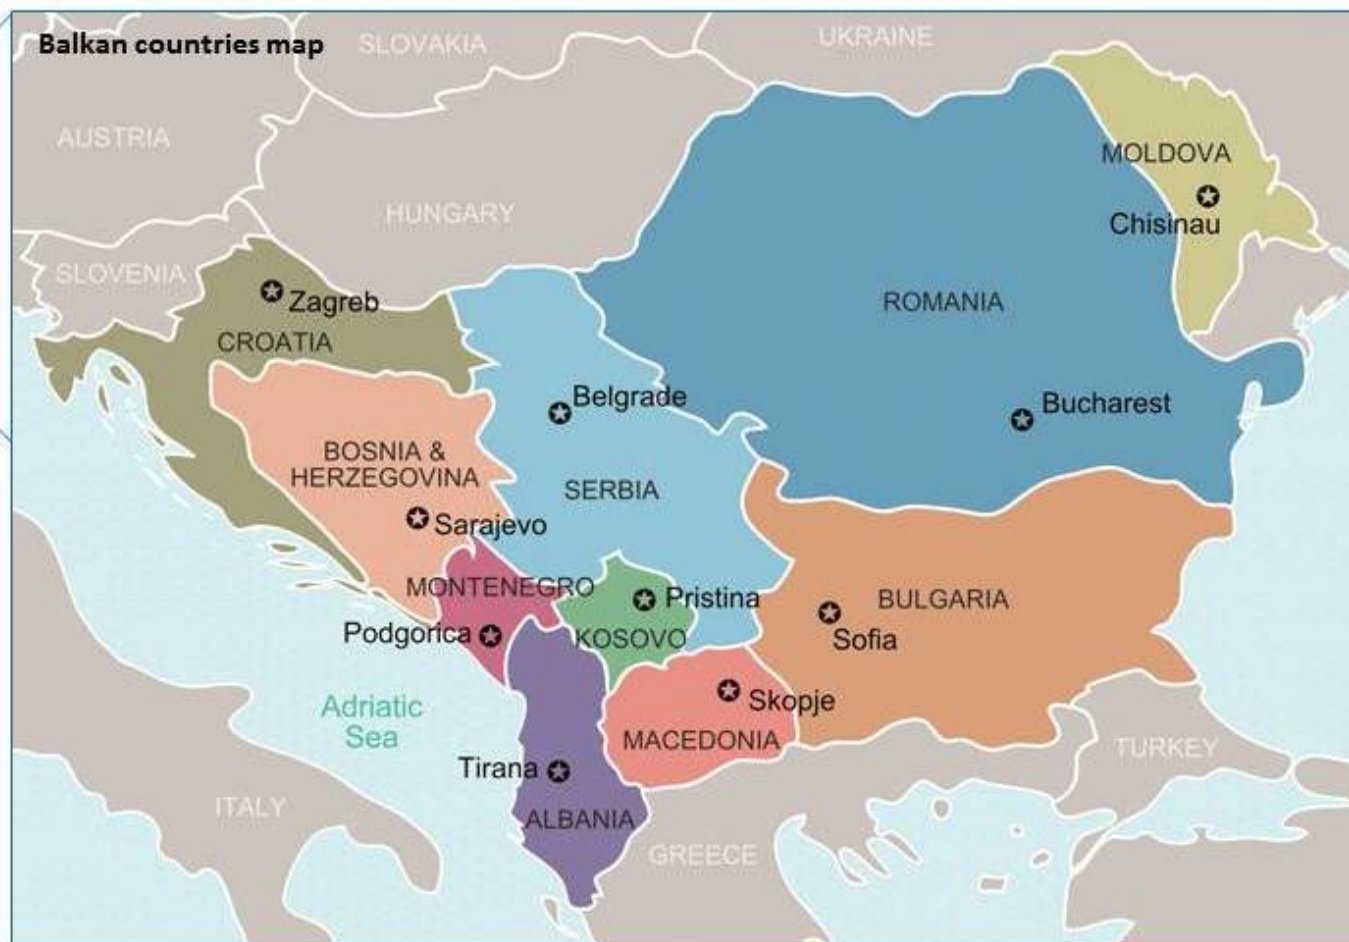 Balkan countries map
SLOVAKIA
UKRAINE
AUSTRIA
MOLDOVA
HUNGARY
Chisinau
SLOVENIA
Zagreb
ROMANIA
CROATIA
Belgrade
Bucharest
BOSNIA &
HERZEGOVINA
SERBIA
Sarajevo
MONTENEGRO
Pristina
BULGARIA
Podgorica
KOSOVO
Sofia
Adriatic
Sea
Skopje
MACEDONIA
TURKEY
Tirana
ITALY
ALBANIA
GREECE